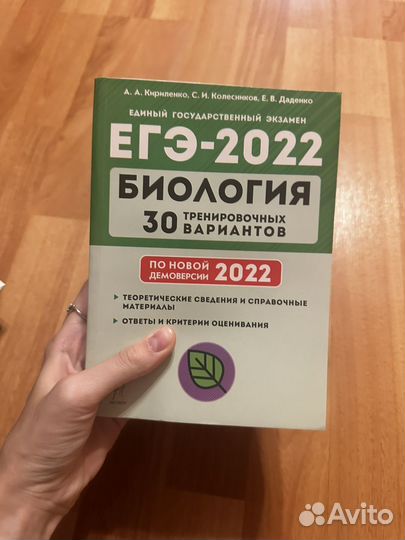 А. А. Кириленко, С. И. Колесников, Е. В. Даденко
ЕДИНЫЙ ГОСУДАРСТВЕННЫЙ ЭКЗАМЕН
ЕГЭ-2022
БИОЛОГИЯ
30 ТРЕНИРОВОЧНЫХ
ВАРИАНТОВ
ПО НОВОЙ
ДЕМОВЕРСИИ 2022
ТЕОРЕТИЧЕСКИЕ СВЕДЕНИЯ И СПРАВОЧНЫЕ
МАТЕРИАЛЫ
ОТВЕТЫ И КРИТЕРИИ ОЦЕНИВАНИЯ
Avito